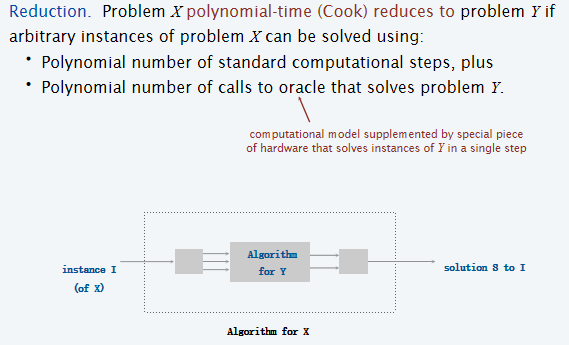 Reduction. Problem X polynomial-time (Cook) reduces to problem Y if
arbitrary instances of problem X can be solved using:
• Polynomial number of standard computational steps, plus
• Polynomial number of calls to oracle that solves problem Y.
computational model supplemented by special piece
of hardware that solves instances of Y in a single step
instance I
(of X)
Algorithm
for Y
solution S to I
Algorithm for X